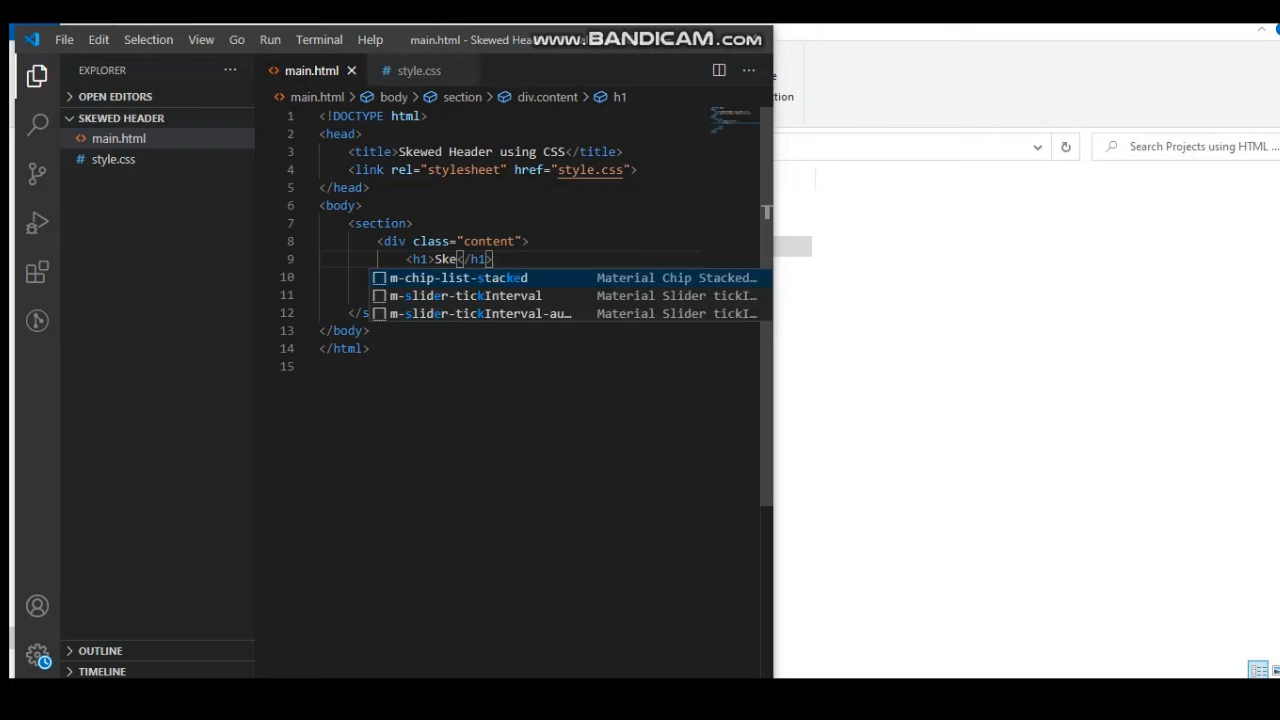 File Edit Selection View Go Run Terminal Help main.html - Skewed Hea
www.BANDICAM.com
EXPLORER
main.html
style.css
OPEN EDITORS
main.html > body > section > div.content > h1
SKEWED HEADER
main.html
style.css
1 <!DOCTYPE html>
2 <head>
3 <title>Skewed Header using CSS</title>
4 <link rel="stylesheet" href="style.css">
5 </head>
6 <body>
7 <section>
8 <div class="content">
9 <h1>Ske</h1>
10
m-chip-list-stacked Material Chip Stacked…
11
m-slider-tickInterval Material Slider tickI…
12 </s
m-slider-tickInterval-au… Material Slider tickI…
13 </body>
14 </html>
15
OUTLINE
TIMELINE
Search Projects using HTML ...